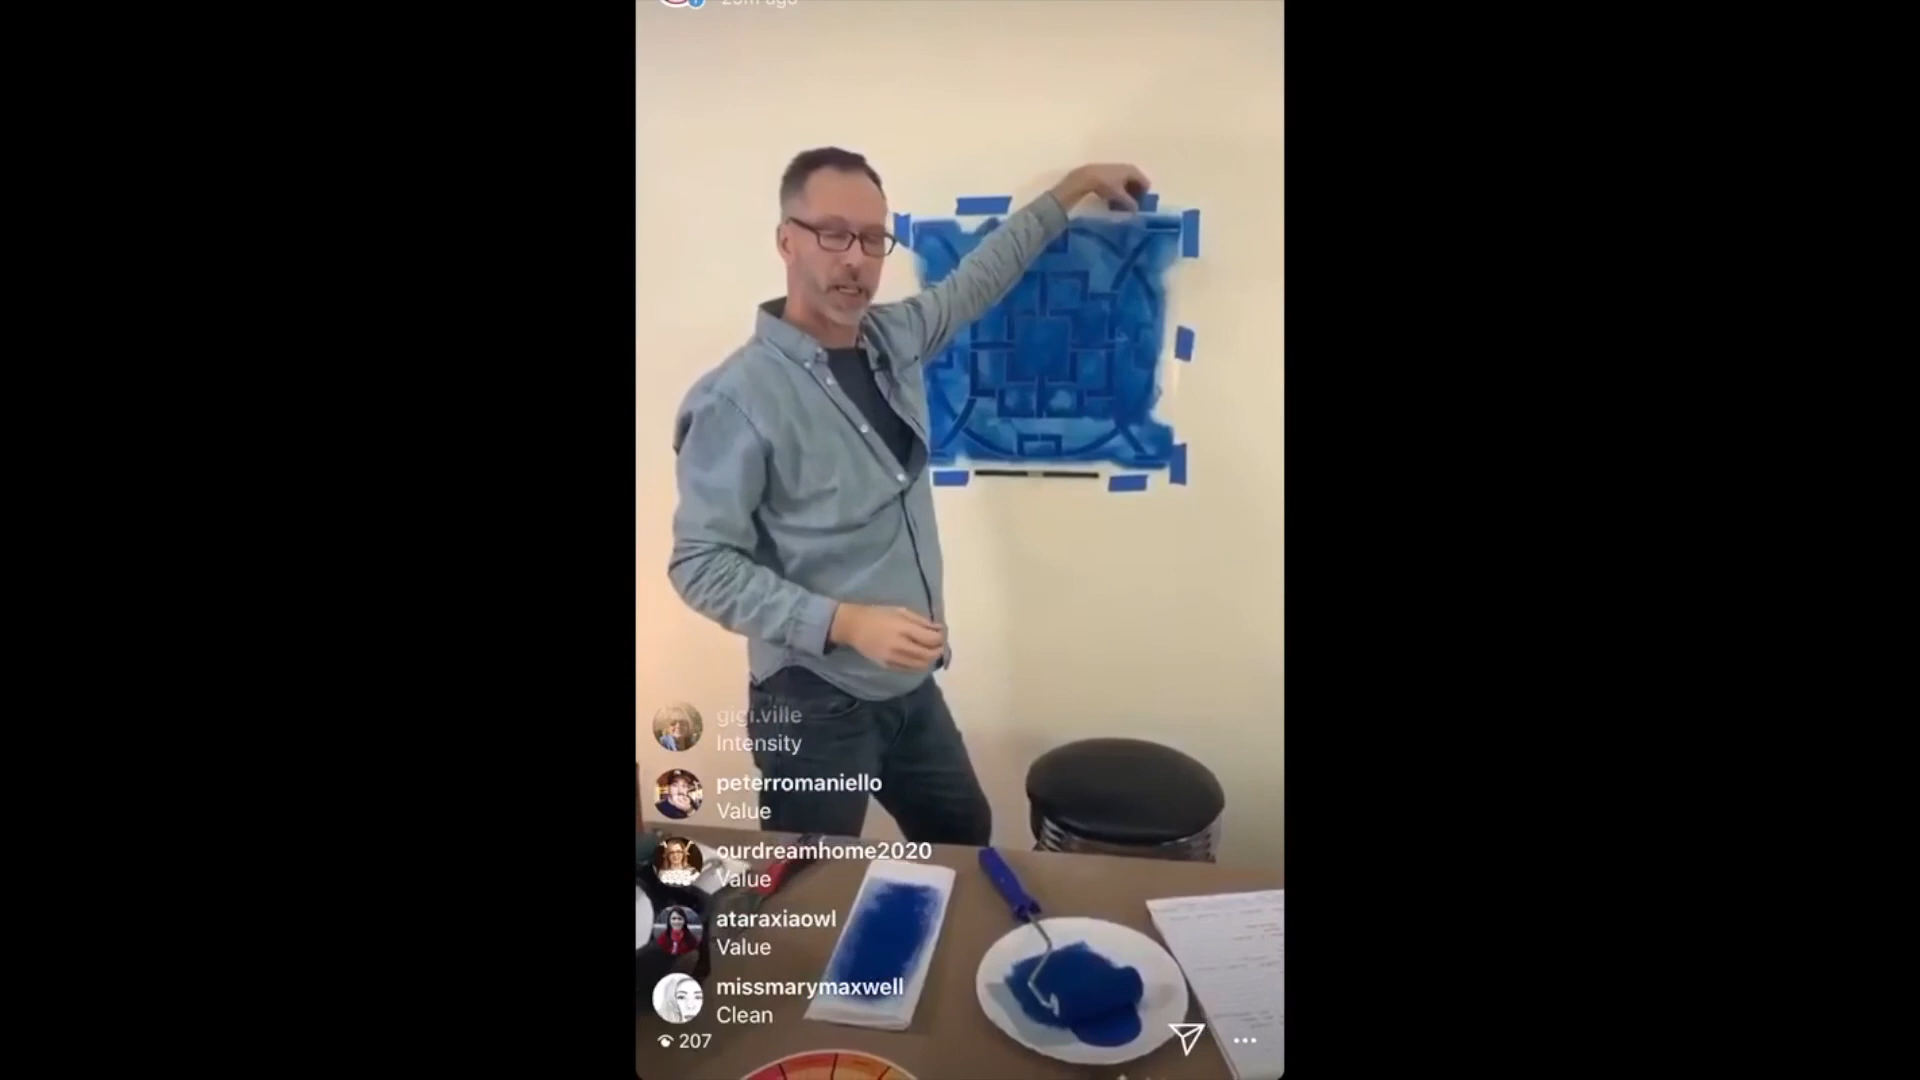 gigi.ville
Intensity
peterromaniello
Value
ourdreamhome2020
Value
ataraxiaowl
Value
missmarymaxwell
Clean
207